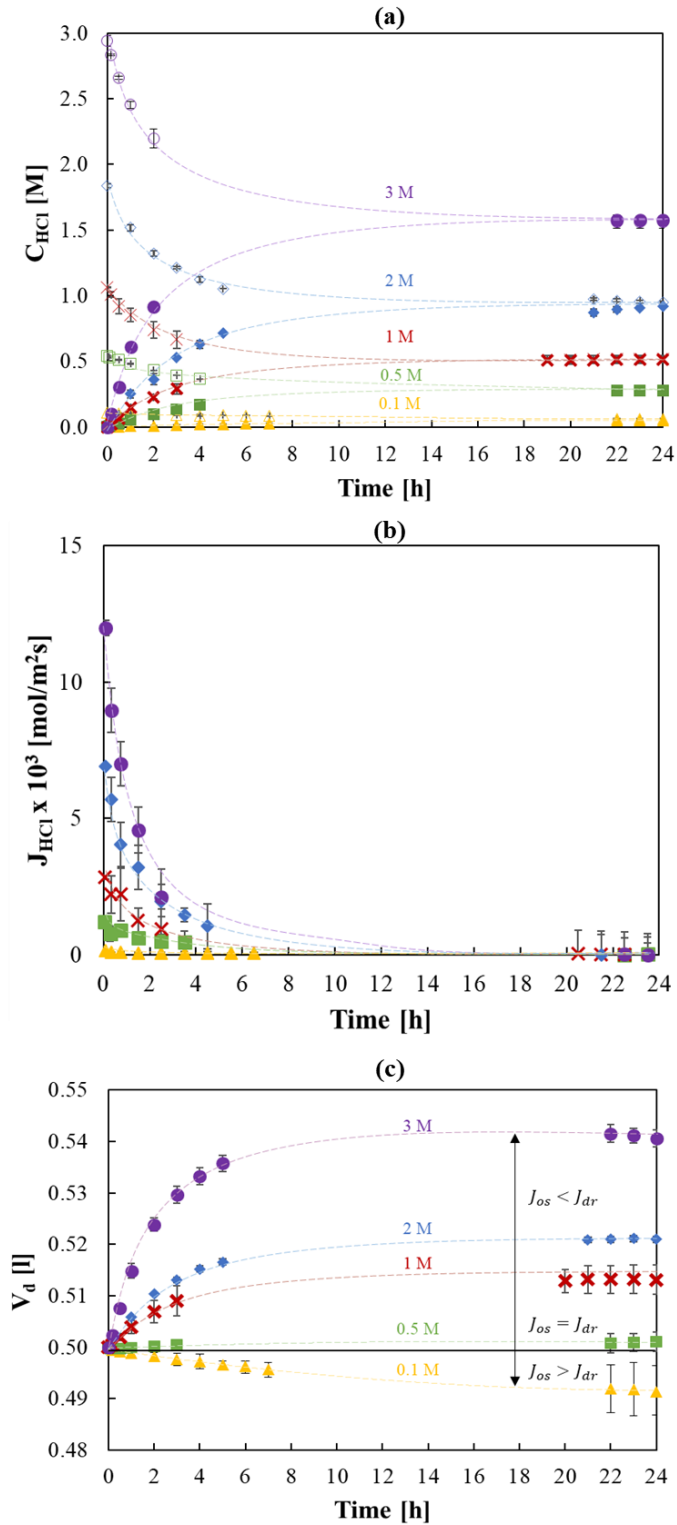 (a)
C_HCl [M]
3.0
2.5
2.0
1.5
1.0
0.5
0.0
3 M
2 M
1 M
0.5 M
0.1 M
0 2 4 6 8 10 12 14 16 18 20 22 24
Time [h]
(b)
J_HCl x 10³ [mol/m²s]
15
10
5
0
0 2 4 6 8 10 12 14 16 18 20 22 24
Time [h]
(c)
V_d [l]
0.55
0.54
0.53
0.52
0.51
0.50
0.49
0.48
3 M
J_os < J_dr
2 M
1 M
0.5 M
J_os = J_dr
0.1 M
J_os > J_dr
0 2 4 6 8 10 12 14 16 18 20 22 24
Time [h]